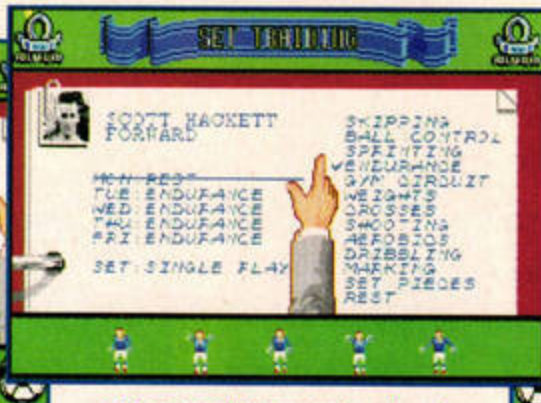 SET TRAINING
SCOTT HACKETT
FORWARD
MON:REST
TUE:ENDURANCE
WED:ENDURANCE
THU:ENDURANCE
FRI:ENDURANCE
SET:SINGLE PLAY
SKIPPING
BALL CONTROL
SPRINTING
ENDURANCE
GYM CIRCUIT
WEIGHTS
CROSSES
SHOOTING
AEROBICS
DRIBBLING
MARKING
SET PIECES
REST